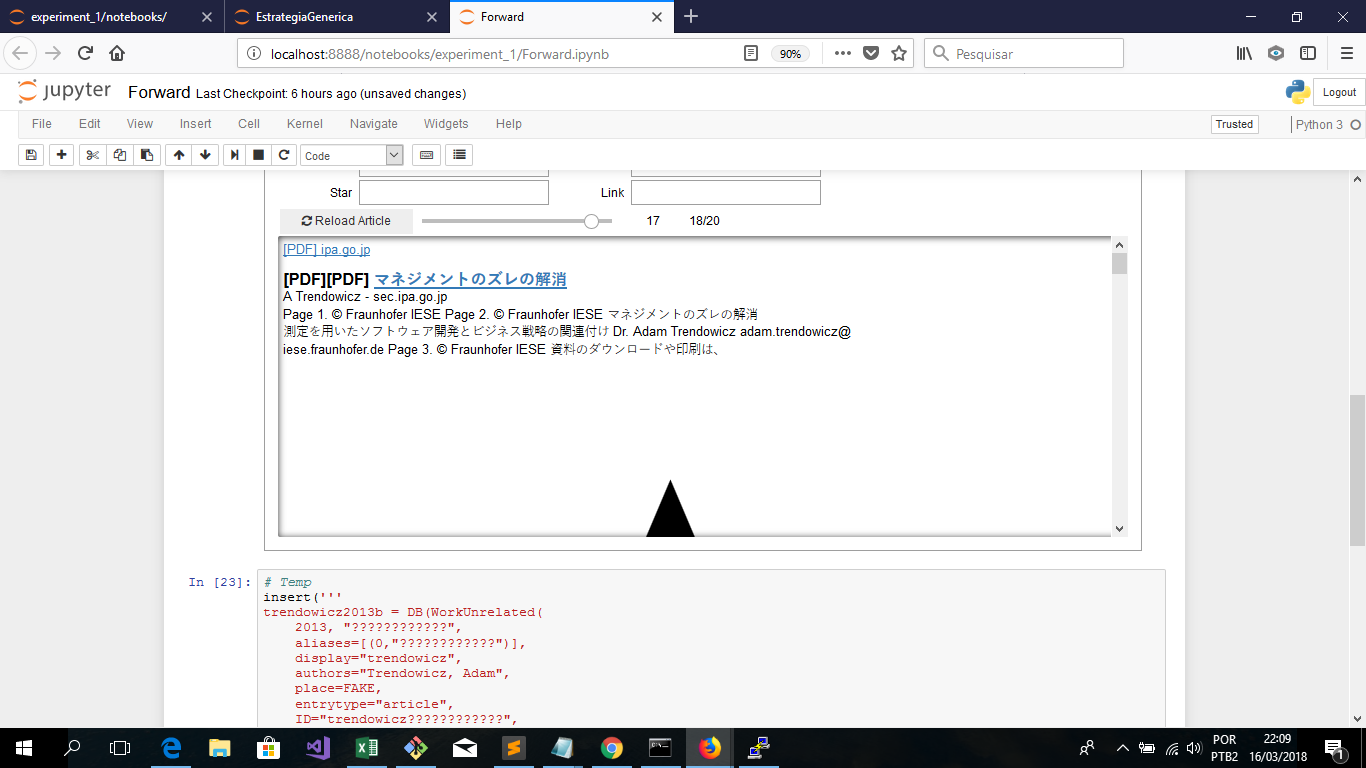 experiment_1/notebooks/
EstrategiaGenerica
Forward
localhost:8888/notebooks/experiment_1/Forward.ipynb
90%
Pesquisar
jupyter Forward Last Checkpoint: 6 hours ago (unsaved changes)
Logout
File Edit View Insert Cell Kernel Navigate Widgets Help
Trusted
Python 3
Code
Star
Link
Reload Article
17
18/20
[PDF] ipa.go.jp
[PDF][PDF] マネジメントのズレの解消
A Trendowicz - sec.ipa.go.jp
Page 1. © Fraunhofer IESE Page 2. © Fraunhofer IESE マネジメントのズレの解消
測定を用いたソフトウェア開発とビジネス戦略の関連付け Dr. Adam Trendowicz adam.trendowicz@
iese.fraunhofer.de Page 3. © Fraunhofer IESE 資料のダウンロードや印刷は、
In [23]:
# Temp
insert('''
trendowicz2013b = DB(WorkUnrelated(
2013, "????????????",
aliases=[(0,"????????????")],
display="trendowicz",
authors="Trendowicz, Adam",
place=FAKE,
entrytype="article",
ID="trendowicz????????????",
POR
PTB2
22:09
16/03/2018
1